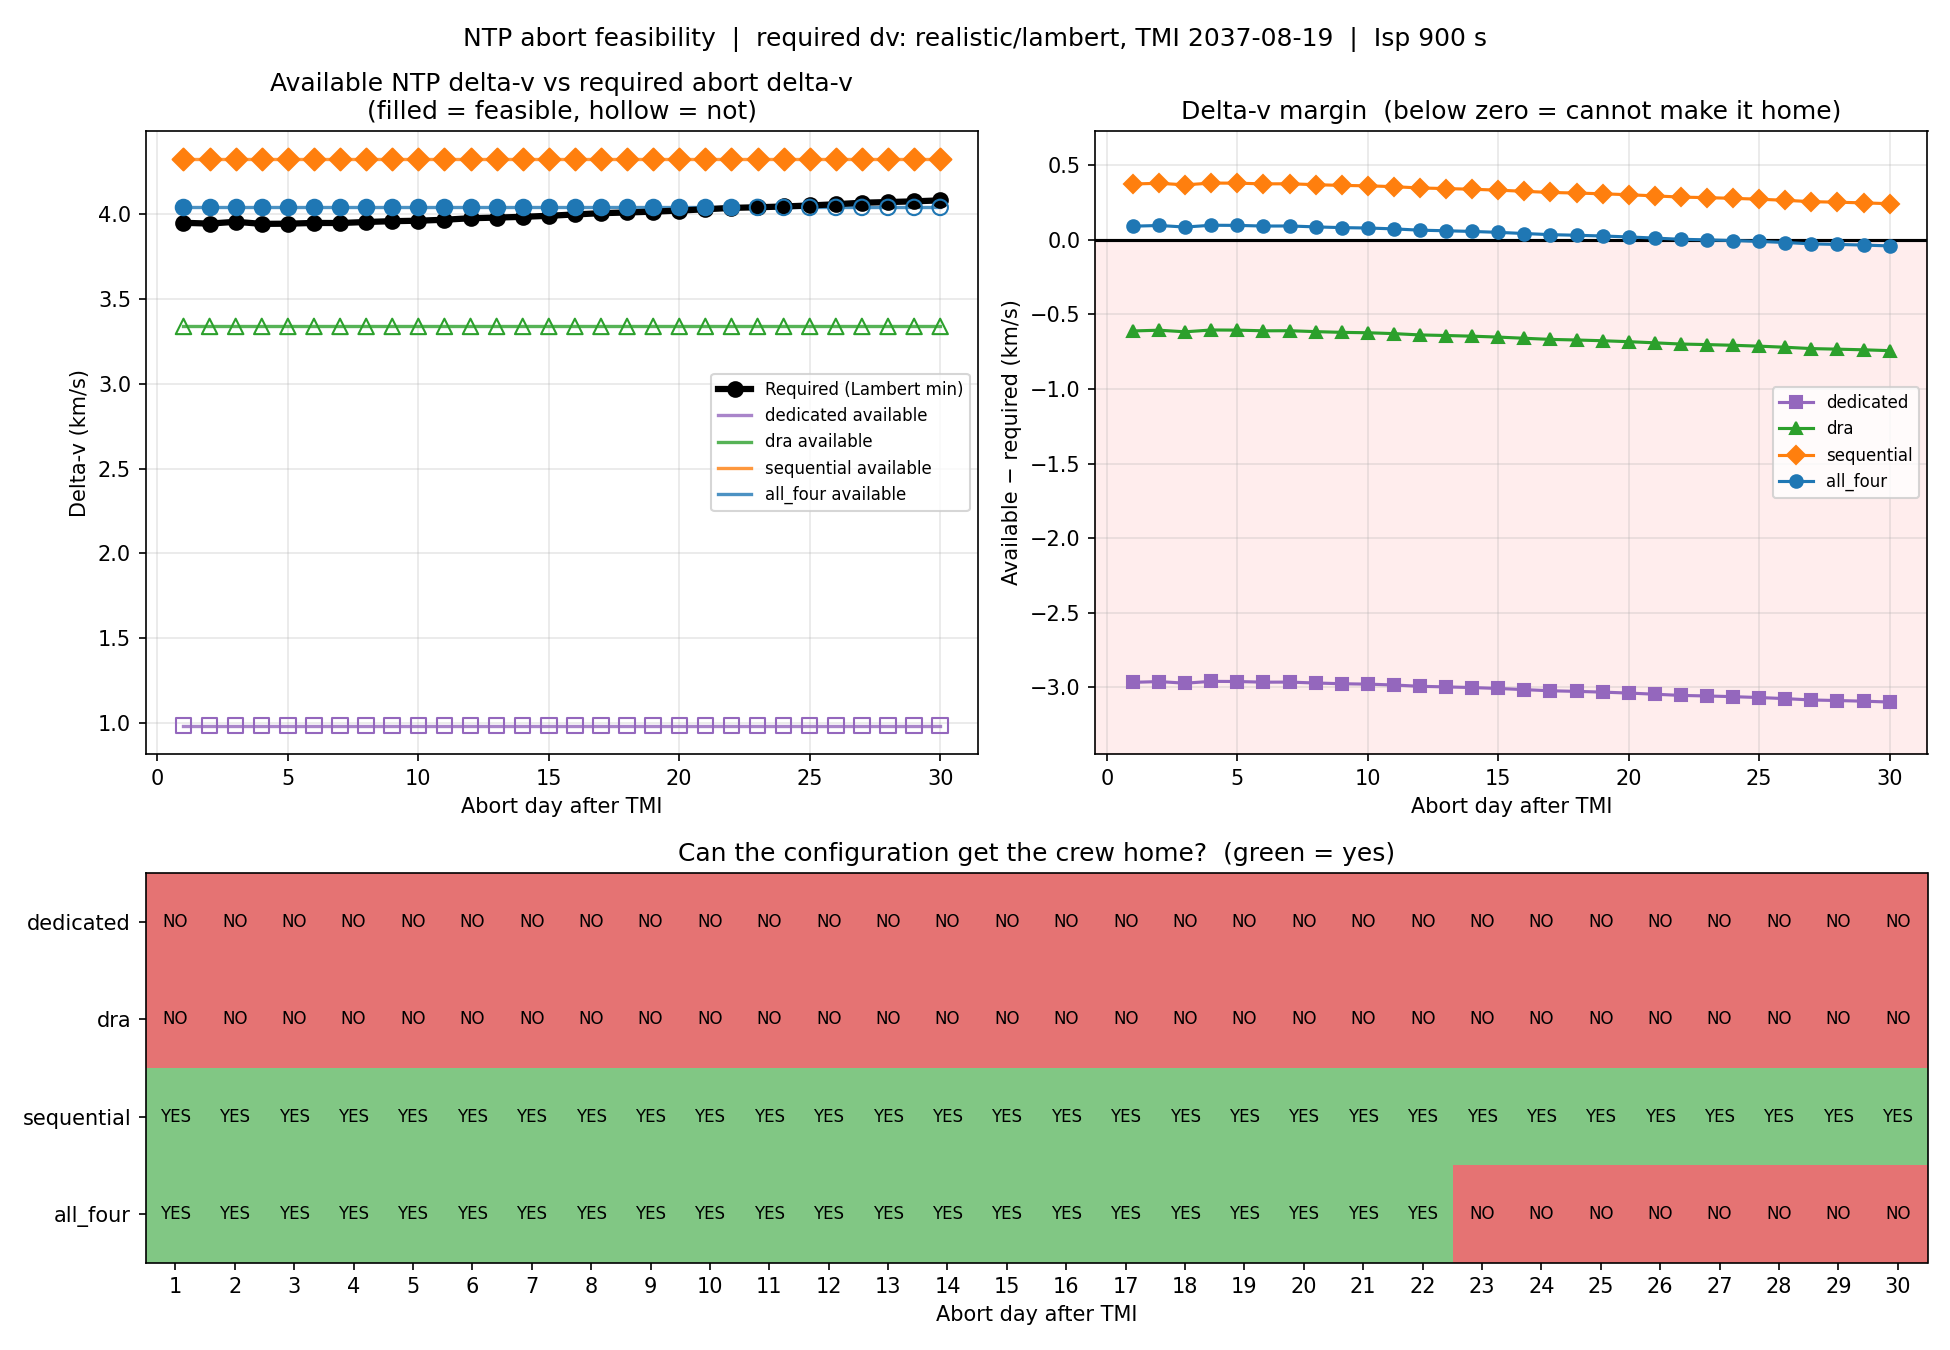 NTP abort feasibility  |  required dv: realistic/lambert, TMI 2037-08-19  |  Isp 900 s
Available NTP delta-v vs required abort delta-v
(filled = feasible, hollow = not)
Delta-v (km/s)
4.0
3.5
3.0
2.5
2.0
1.5
1.0
0 5 10 15 20 25 30
Abort day after TMI
Required (Lambert min)
dedicated available
dra available
sequential available
all_four available
Delta-v margin  (below zero = cannot make it home)
Available − required (km/s)
0.5
0.0
−0.5
−1.0
−1.5
−2.0
−2.5
−3.0
0 5 10 15 20 25 30
Abort day after TMI
dedicated
dra
sequential
all_four
Can the configuration get the crew home?  (green = yes)
dedicated NO NO NO NO NO NO NO NO NO NO NO NO NO NO NO NO NO NO NO NO NO NO NO NO NO NO NO NO NO NO
dra NO NO NO NO NO NO NO NO NO NO NO NO NO NO NO NO NO NO NO NO NO NO NO NO NO NO NO NO NO NO
sequential YES YES YES YES YES YES YES YES YES YES YES YES YES YES YES YES YES YES YES YES YES YES YES YES YES YES YES YES YES YES
all_four YES YES YES YES YES YES YES YES YES YES YES YES YES YES YES YES YES YES YES YES YES YES NO NO NO NO NO NO NO NO
1 2 3 4 5 6 7 8 9 10 11 12 13 14 15 16 17 18 19 20 21 22 23 24 25 26 27 28 29 30
Abort day after TMI